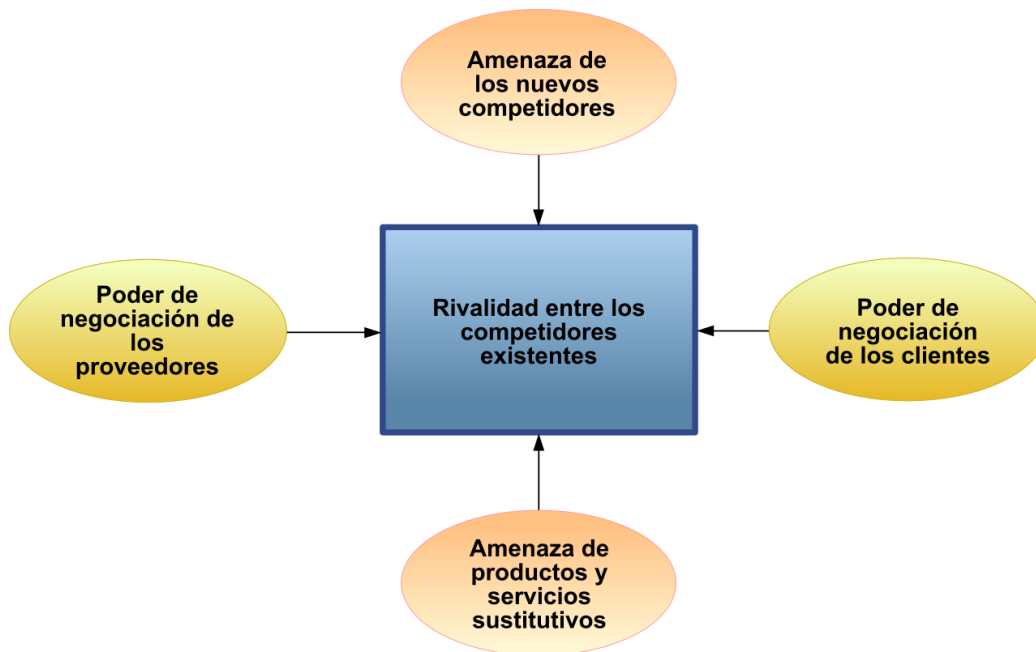 Amenaza de
los nuevos
competidores
Poder de
negociación de
los
proveedores
Rivalidad entre los
competidores
existentes
Poder de
negociación
de los clientes
Amenaza de
productos y
servicios
sustitutivos